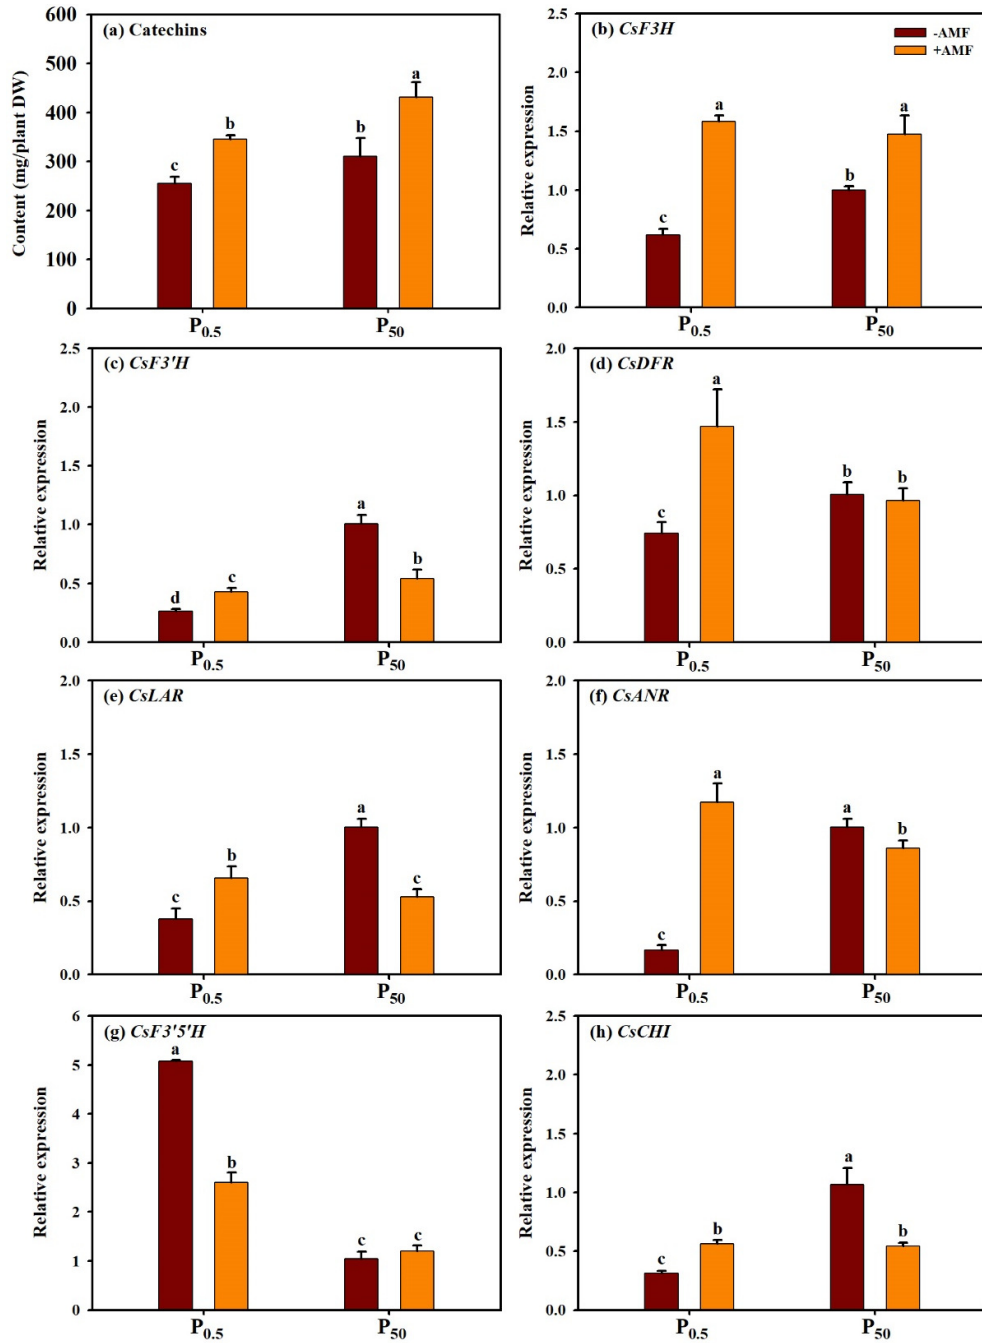 (a) Catechins
600
500
400
300
200
100
0
Content (mg/plant DW)
c
b
b
a
P0.5
P50
(b) CsF3H
-AMF
+AMF
2.5
2.0
1.5
1.0
0.5
0.0
Relative expression
c
a
b
a
P0.5
P50
(c) CsF3'H
2.5
2.0
1.5
1.0
0.5
0.0
Relative expression
d
c
a
b
P0.5
P50
(d) CsDFR
2.0
1.5
1.0
0.5
0.0
Relative expression
c
a
b
b
P0.5
P50
(e) CsLAR
2.0
1.5
1.0
0.5
0.0
Relative expression
c
b
a
c
P0.5
P50
(f) CsANR
2.0
1.5
1.0
0.5
0.0
Relative expression
c
a
a
b
P0.5
P50
(g) CsF3'5'H
6
5
4
3
2
1
0
Relative expression
a
b
c
c
P0.5
P50
(h) CsCHI
2.5
2.0
1.5
1.0
0.5
0.0
Relative expression
c
b
a
b
P0.5
P50